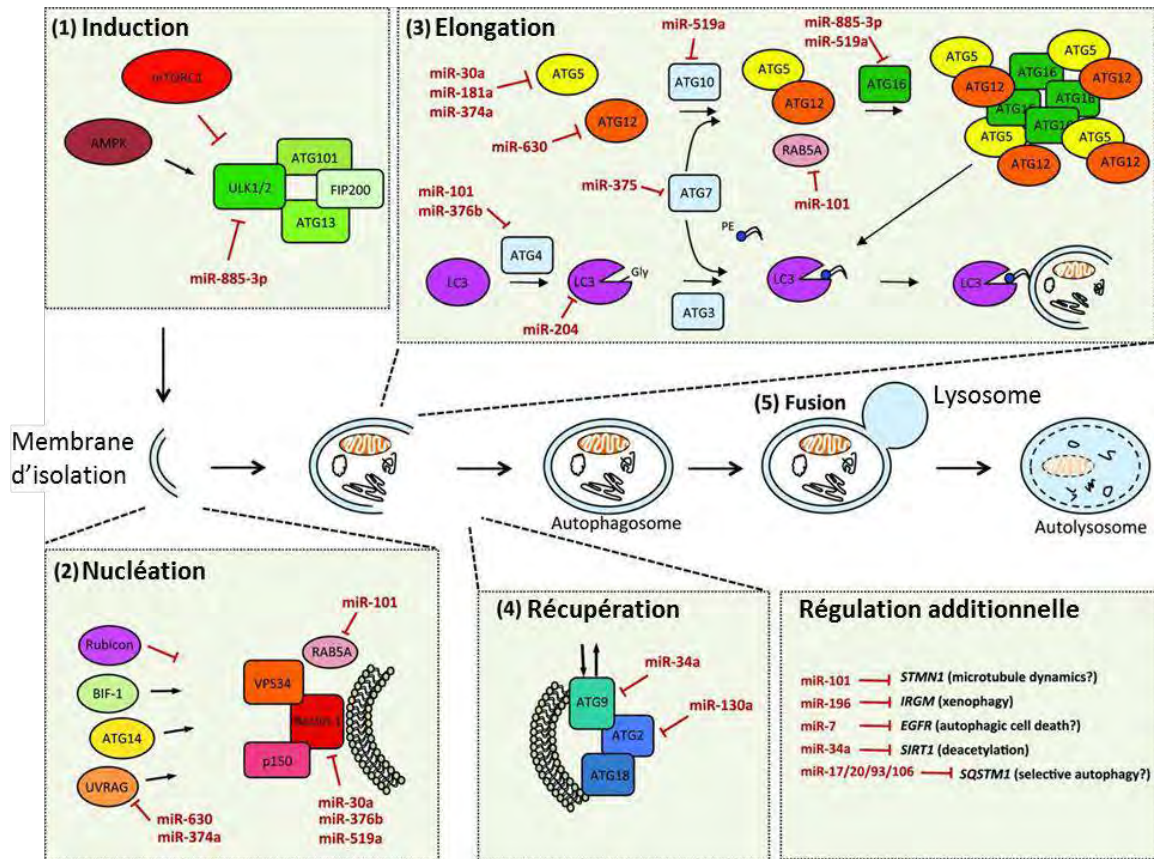 (1) Induction
mTORC1
AMPK
ATG101
ULK1/2
FIP200
ATG13
miR-885-3p
(3) Elongation
miR-519a
miR-885-3p
miR-519a
miR-30a
miR-181a
miR-374a
ATG5
ATG10
ATG5
ATG12
ATG16
ATG5
ATG5
ATG16
ATG12
ATG12
ATG16
ATG16
ATG16
ATG5
ATG5
ATG12
ATG12
miR-630
ATG12
RAB5A
miR-101
miR-375
ATG7
miR-101
miR-376b
ATG4
PE
LC3
LC3
Gly
LC3
LC3
ATG3
miR-204
Membrane
d'isolation
(5) Fusion
Lysosome
Autophagosome
Autolysosome
(2) Nucléation
miR-101
Rubicon
RAB5A
BIF-1
VPS34
ATG14
p150
UVRAG
miR-630
miR-374a
miR-30a
miR-376b
miR-519a
(4) Récupération
miR-34a
ATG9
miR-130a
ATG2
ATG18
Régulation additionnelle
miR-101 STMN1 (microtubule dynamics?)
miR-196 IRGM (xenophagy)
miR-7 EGFR (autophagic cell death?)
miR-34a SIRT1 (deacetylation)
miR-17/20/93/106 SQSTM1 (selective autophagy?)